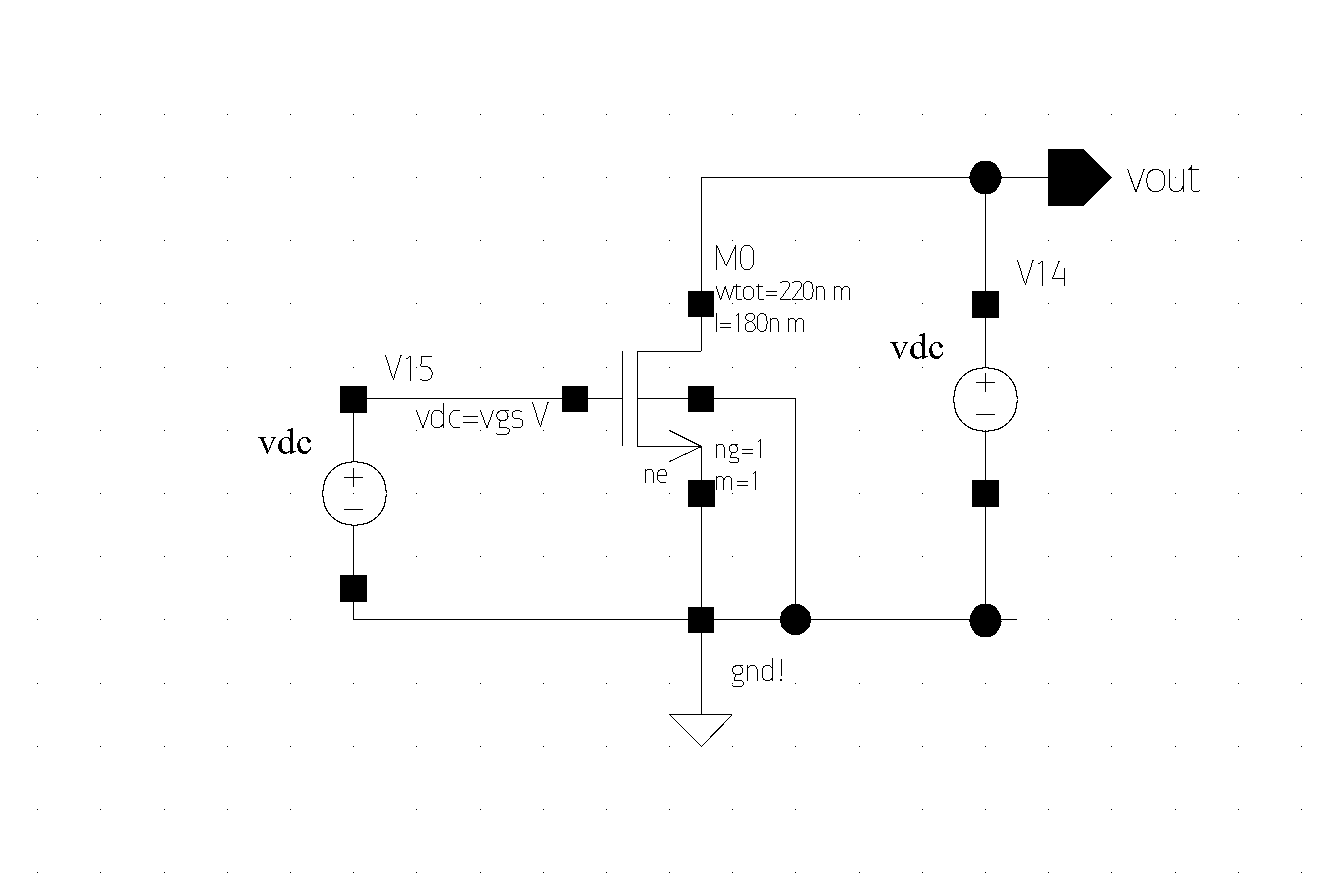 vout
M0
wtot=220n m
l=180n m
V14
vdc
V15
vdc=vgs V
vdc
ng=1
m=1
ne
gnd!